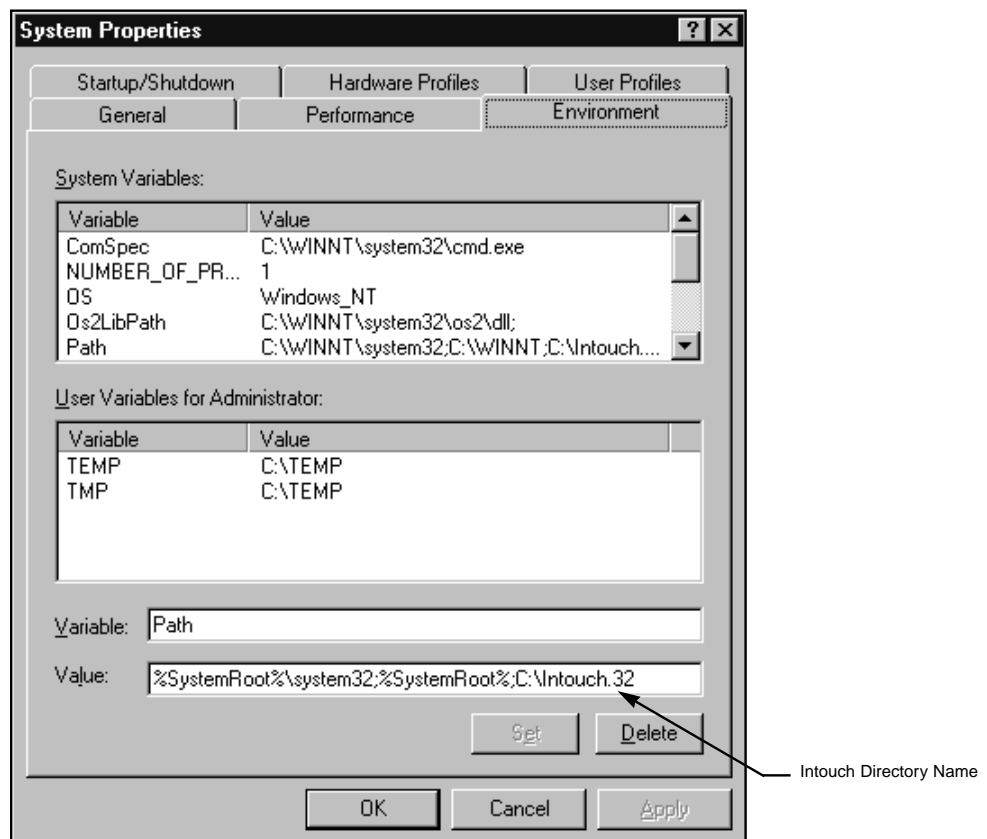 System Properties
Startup/Shutdown Hardware Profiles User Profiles
General Performance Environment
System Variables:
Variable Value
ComSpec C:\WINNT\system32\cmd.exe
NUMBER_OF_PR... 1
OS Windows_NT
Os2LibPath C:\WINNT\system32\os2\dll;
Path C:\WINNT\system32;C:\WINNT;C:\Intouch....
User Variables for Administrator:
Variable Value
TEMP C:\TEMP
TMP C:\TEMP
Variable: Path
Value: %SystemRoot%\system32;%SystemRoot%;C:\Intouch.32
Set Delete
Intouch Directory Name
OK Cancel Apply